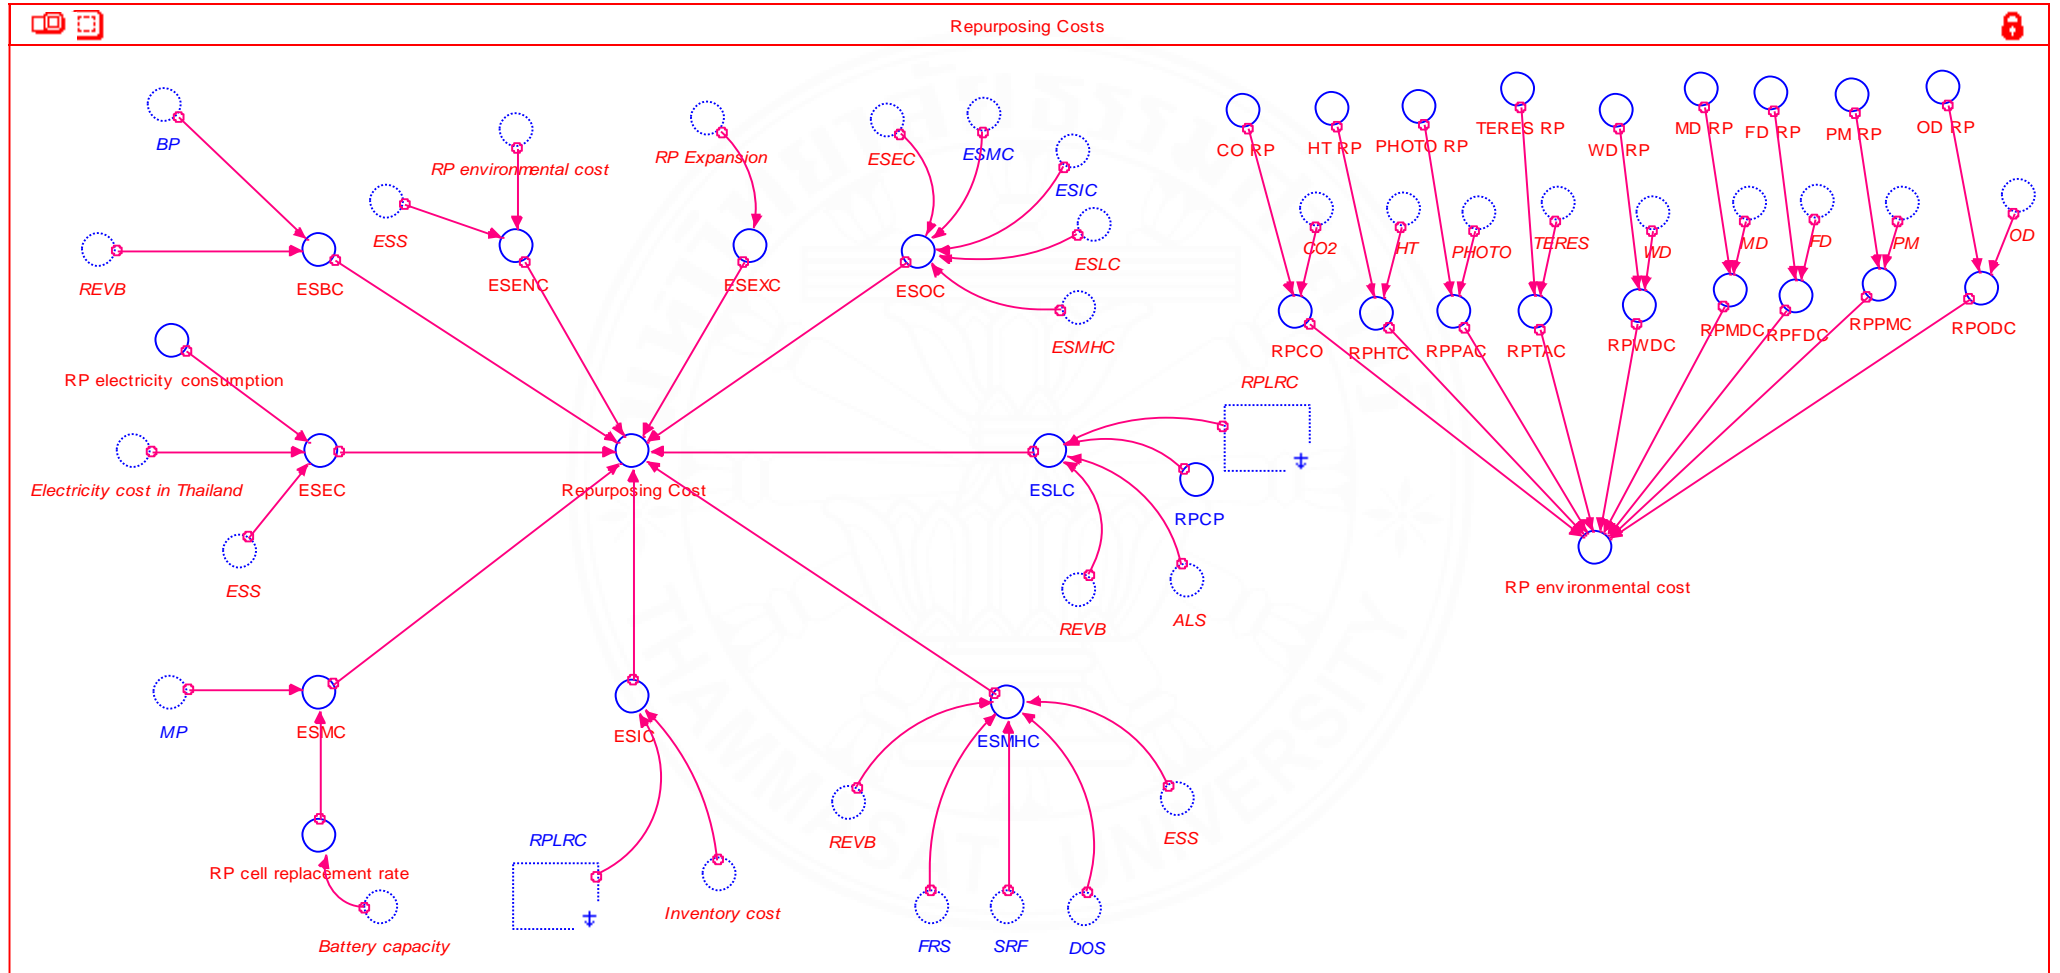 Repurposing Costs
BP
RP environmental cost
RP Expansion
ESEC
ESMC
ESIC
ESS
ESLC
REVB
ESBC
ESENC
ESEXC
ESOC
ESMHC
TERES RP
MD RP
FD RP
PM RP
OD RP
CO RP
HT RP
PHOTO RP
WD RP
CO2
HT
PHOTO
TERES
WD
MD
FD
PM
OD
RPCO
RPHTC
RPPAC
RPTAC
RPWDC
RPMDC
RPFDC
RPPMC
RPODC
RP electricity consumption
RPLRC
Electricity cost in Thailand
ESEC
Repurposing Cost
ESLC
RPCP
ESS
REVB
ALS
RP environmental cost
MP
ESMC
ESIC
ESMHC
RPLRC
REVB
ESS
RP cell replacement rate
Inventory cost
Battery capacity
FRS
SRF
DOS
THAMMASAT UNIVERSITY